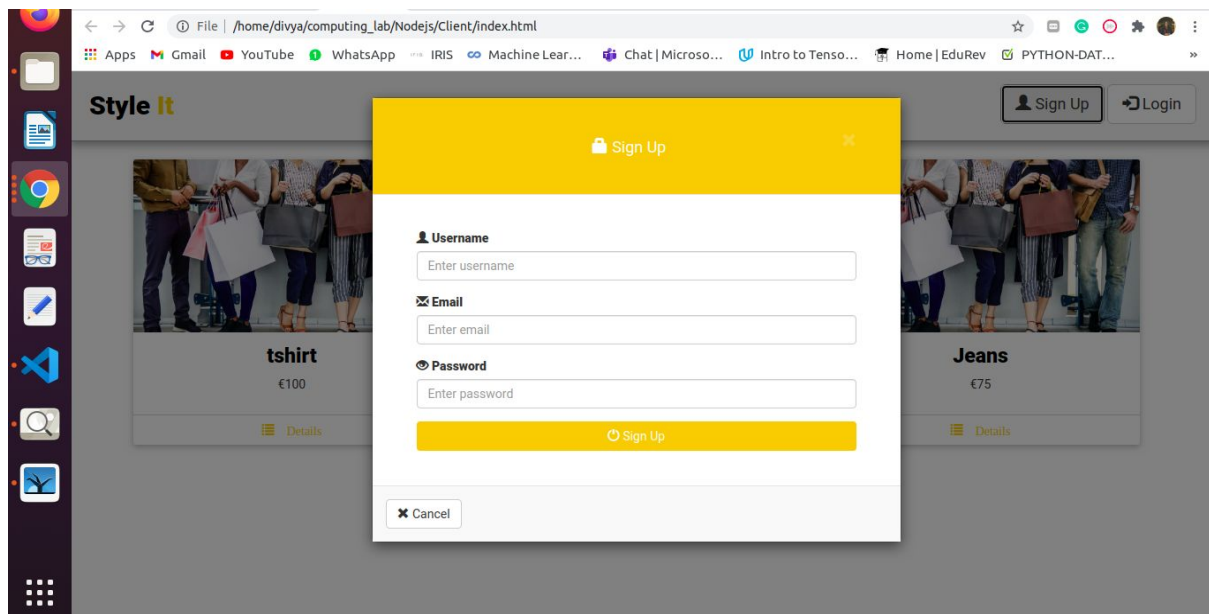 File | /home/divya/computing_lab/Nodejs/Client/index.html
Apps Gmail YouTube WhatsApp IRIS Machine Lear... Chat | Microso... Intro to Tenso... Home | EduRev PYTHON-DAT... »
Style It
Sign Up Login
Sign Up ×
Username
Enter username
Email
Enter email
Password
Enter password
Sign Up
Cancel
tshirt
€100
Details
Jeans
€75
Details